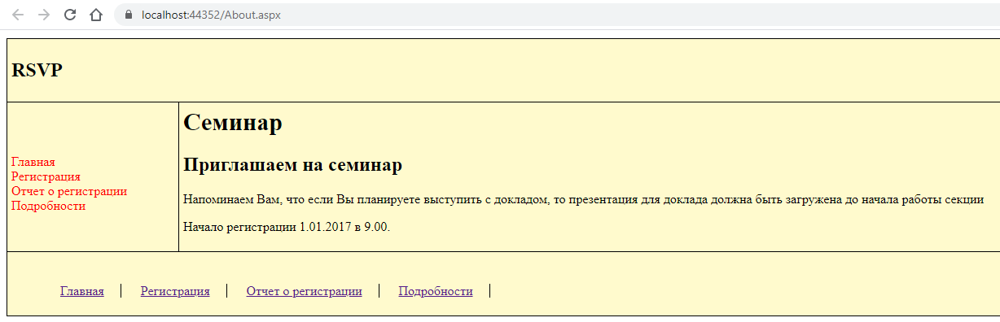 localhost:44352/About.aspx
RSVP
Семинар
Приглашаем на семинар
Главная
Регистрация
Отчет о регистрации
Подробности
Напоминаем Вам, что если Вы планируете выступить с докладом, то презентация для доклада должна быть загружена до начала работы секции
Начало регистрации 1.01.2017 в 9.00.
Главная Регистрация Отчет о регистрации Подробности